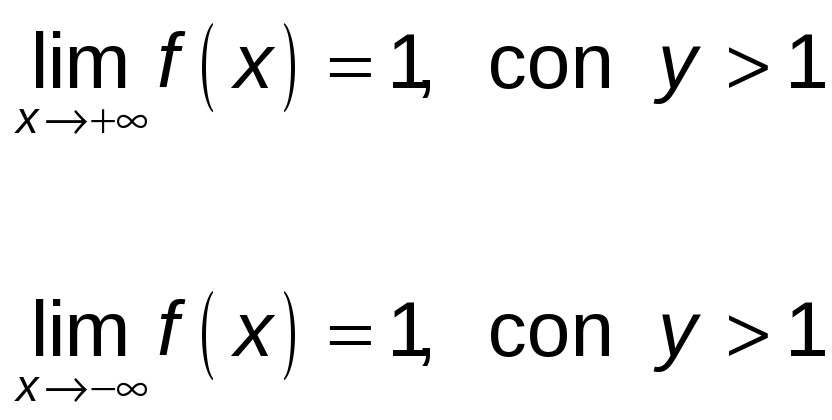 lim f(x) = 1, con y > 1
x→+∞
lim f(x) = 1, con y > 1
x→−∞